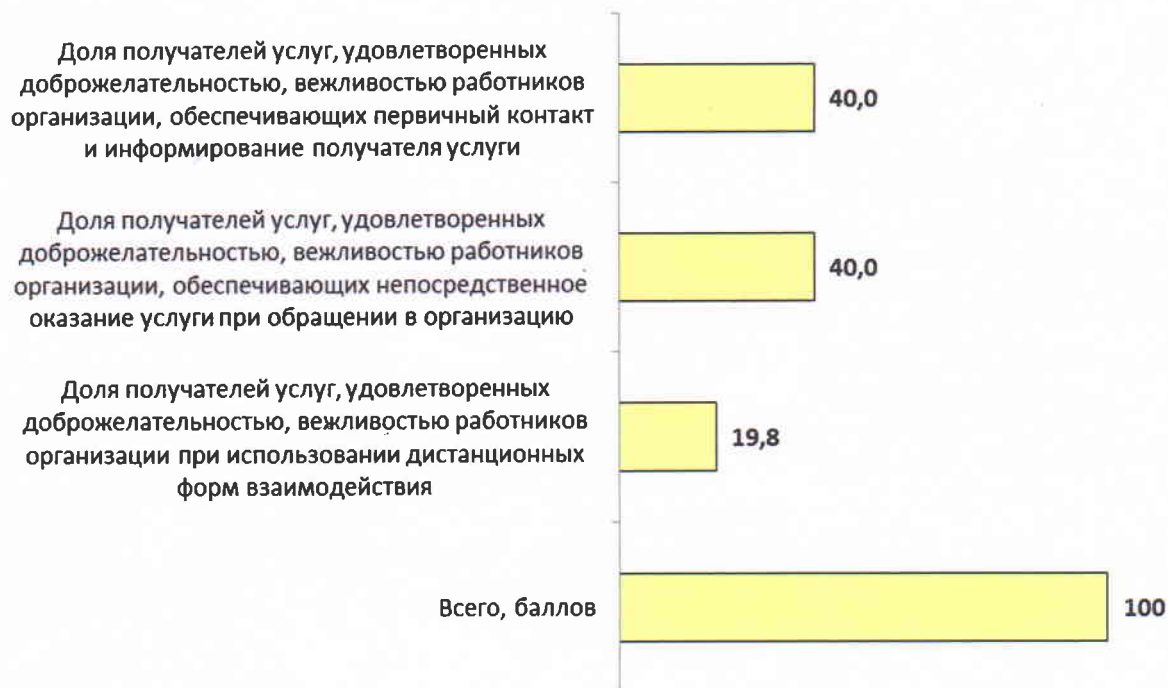 Доля получателей услуг, удовлетворенных
доброжелательностью, вежливостью работников
организации, обеспечивающих первичный контакт
и информирование получателя услуги
40,0
Доля получателей услуг, удовлетворенных
доброжелательностью, вежливостью работников
организации, обеспечивающих непосредственное
оказание услуги при обращении в организацию
40,0
Доля получателей услуг, удовлетворенных
доброжелательностью, вежливостью работников
организации при использовании дистанционных
форм взаимодействия
19,8
Всего, баллов
100